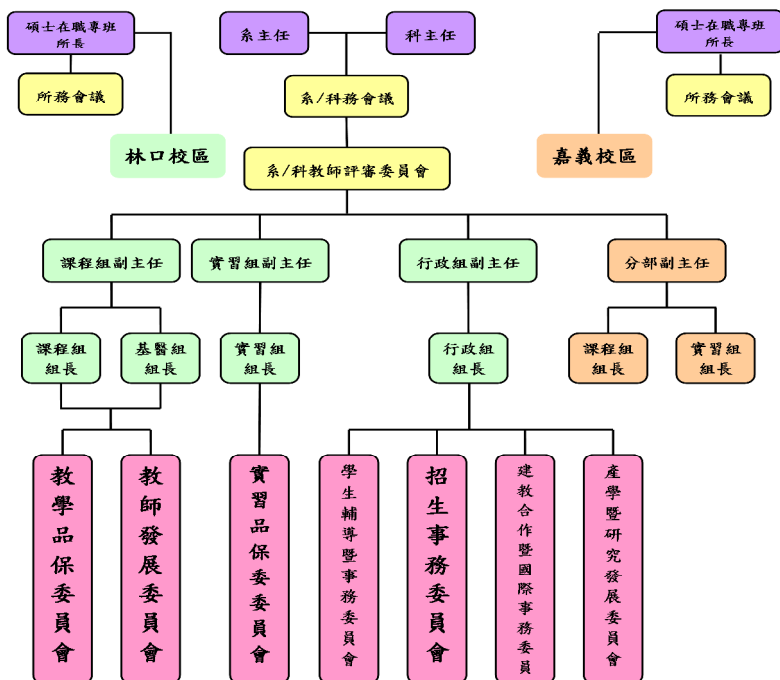 碩士在職專班
所長
系主任
科主任
碩士在職專班
所長
所務會議
系/科務會議
所務會議
林口校區
嘉義校區
系/科教師評審委員會
課程組副主任
實習組副主任
行政組副主任
分部副主任
課程組
組長
基醫組
組長
實習組
組長
行政組
組長
課程組
組長
實習組
組長
教學品保委員會
教師發展委員會
實習品保委委員會
學生輔導暨事務委員會
招生事務委員會
建教合作暨國際事務委員
產學暨研究發展委員會